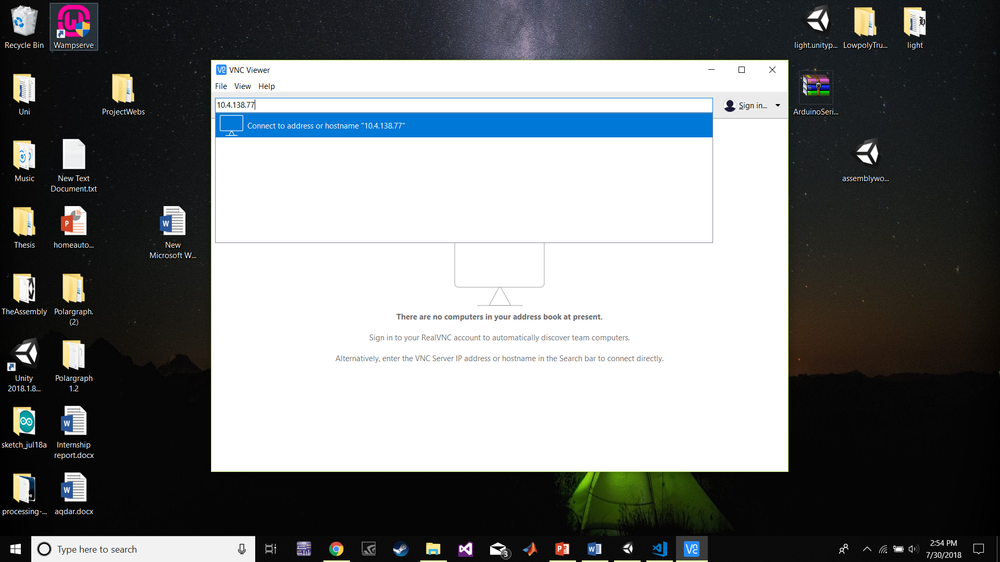 Recycle Bin
Wampserve
light.unityp...
LowpolyTru...
light
VNC Viewer
File View Help
10.4.138.77
Sign in...
Connect to address or hostname "10.4.138.77"
Uni
ProjectWebs
ArduinoSeri...
Music
New Text
Document.txt
assemblywo...
Thesis
homeauto...
New
Microsoft W...
TheAssembly
Polargraph.
(2)
There are no computers in your address book at present.
Sign in to your RealVNC account to automatically discover team computers.
Alternatively, enter the VNC Server IP address or hostname in the Search bar to connect directly.
Unity
2018.1.8...
Polargraph
1.2
sketch_jul18a
Internship
report.docx
processing-...
aqdar.docx
Type here to search
3
2:54 PM
7/30/2018